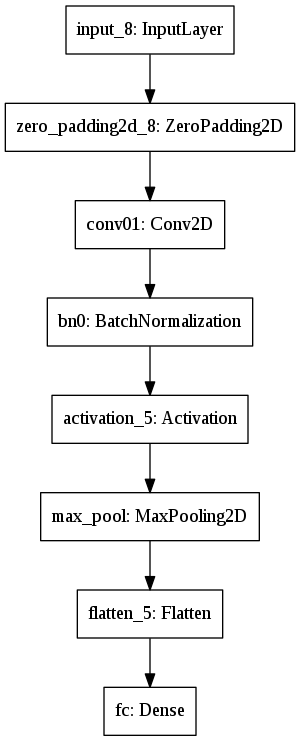 input_8: InputLayer
zero_padding2d_8: ZeroPadding2D
conv01: Conv2D
bn0: BatchNormalization
activation_5: Activation
max_pool: MaxPooling2D
flatten_5: Flatten
fc: Dense